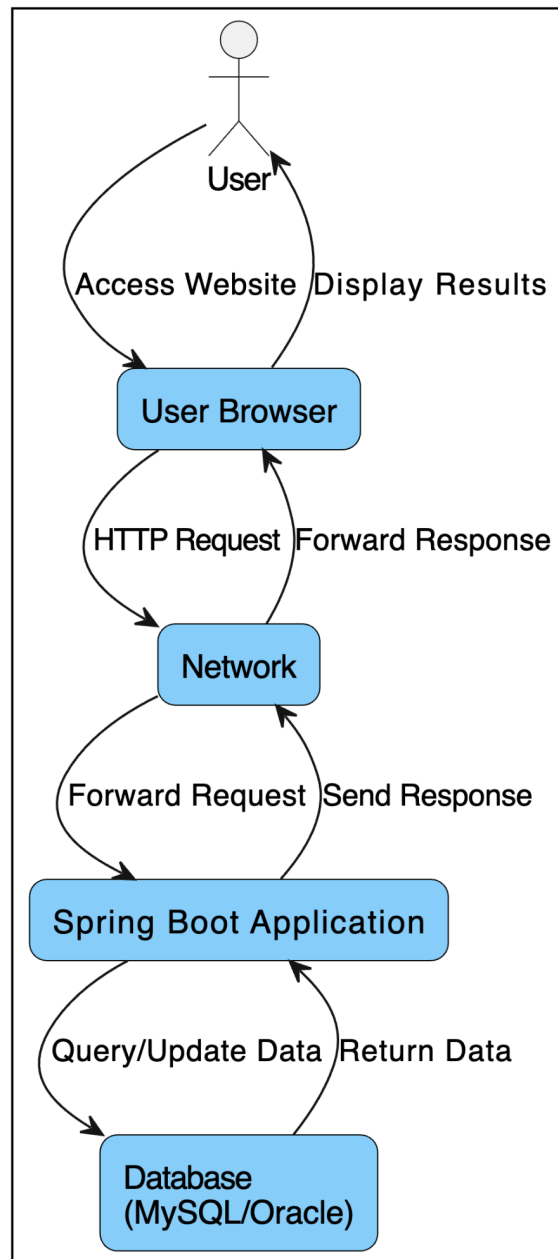 User
Access Website
Display Results
User Browser
HTTP Request
Forward Response
Network
Forward Request
Send Response
Spring Boot Application
Query/Update Data
Return Data
Database
(MySQL/Oracle)